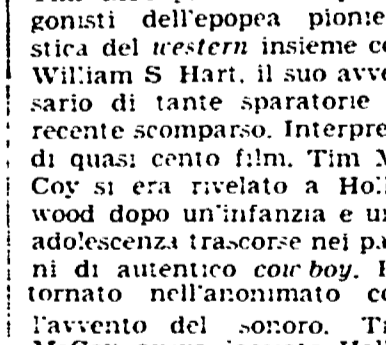 gonisti dell'epopea pionie
stica del western insieme co
William S Hart, il suo avve
sario di tante sparatorie
recente scomparso. Interpre
di quasi cento film, Tim M
Coy si era rivelato a Holl
wood dopo un'infanzia e un
adolescenza trascorse nei pa
ni di autentico cow boy. E
tornato nell'anonimato co
l'avvento del sonoro. Ti